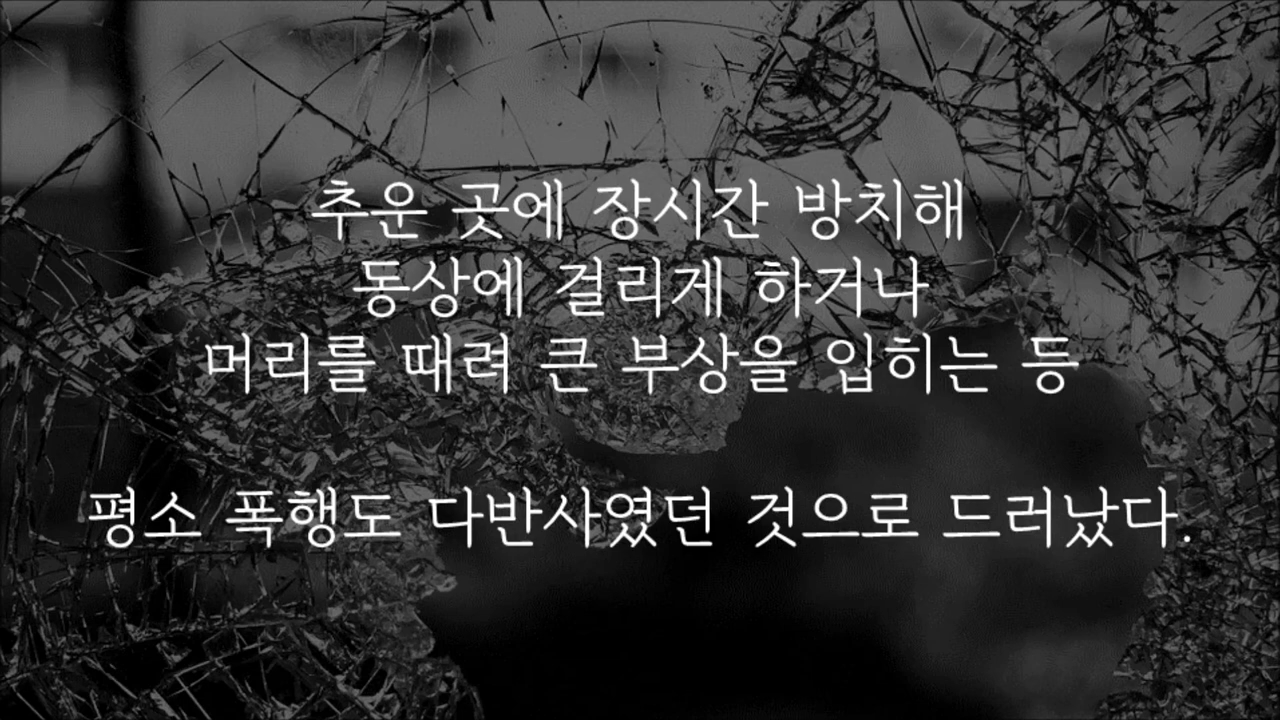 추운 곳에 장시간 방치해
동상에 걸리게 하거나
머리를 때려 큰 부상을 입히는 등
평소 폭행도 다반사였던 것으로 드러났다.